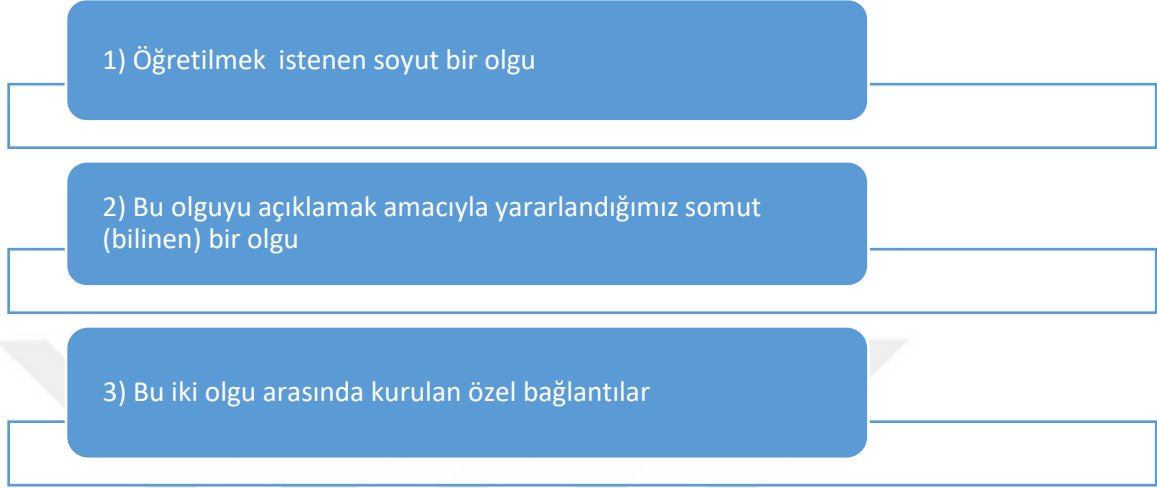 1) Öğretilmek istenen soyut bir olgu
2) Bu olguyu açıklamak amacıyla yararlandığımız somut
(bilinen) bir olgu
3) Bu iki olgu arasında kurulan özel bağlantılar